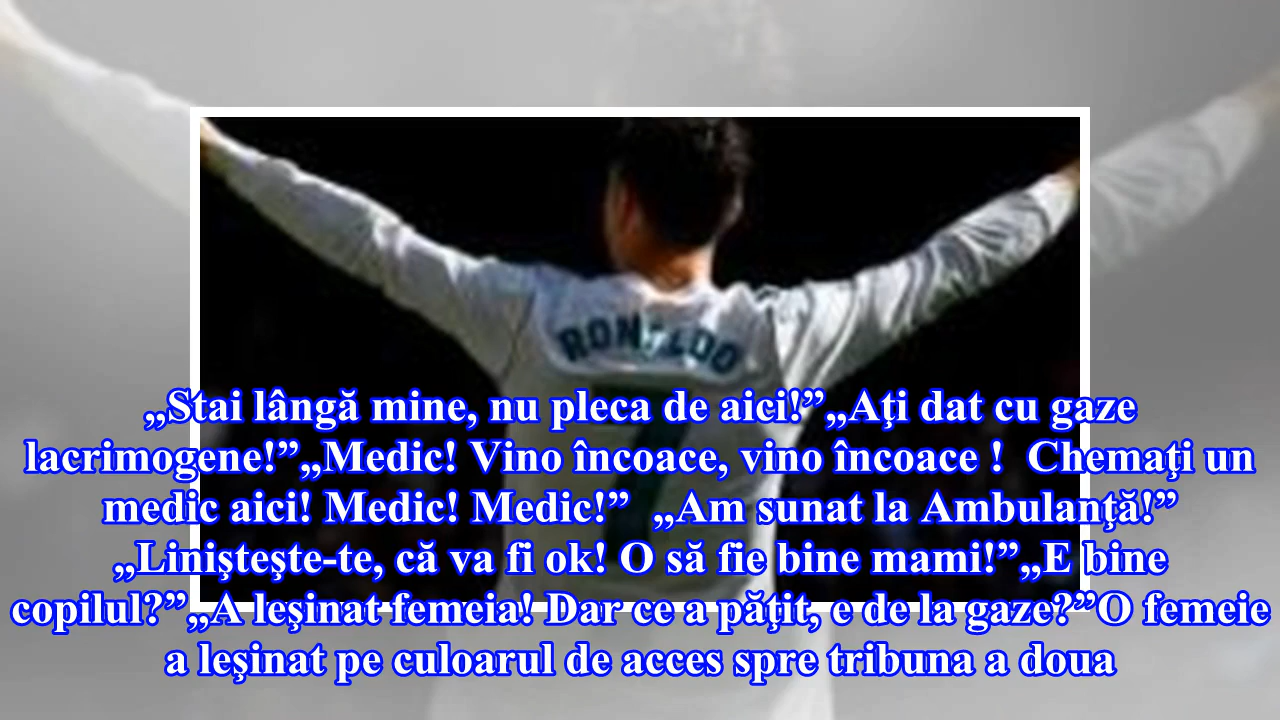 RONALDO
7
„Stai lângă mine, nu pleca de aici!”„Aţi dat cu gaze
lacrimogene!”„Medic! Vino încoace, vino încoace !  Chemaţi un
medic aici! Medic! Medic!”  „Am sunat la Ambulanţă!”
„Linişteşte-te, că va fi ok! O să fie bine mami!”„E bine
copilul?”„A leşinat femeia! Dar ce a păţit, e de la gaze?”O femeie
a leşinat pe culoarul de acces spre tribuna a doua